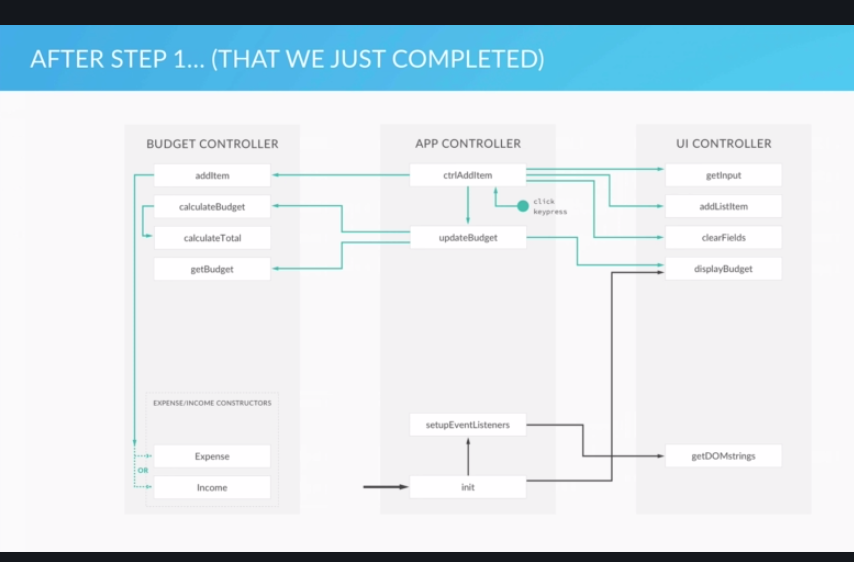 AFTER STEP 1... (THAT WE JUST COMPLETED)
BUDGET CONTROLLER
addItem
calculateBudget
calculateTotal
getBudget
EXPENSE/INCOME CONSTRUCTORS
Expense
OR
Income
APP CONTROLLER
ctrlAddItem
click
keypress
updateBudget
setupEventListeners
init
UI CONTROLLER
getInput
addListItem
clearFields
displayBudget
getDOMstrings